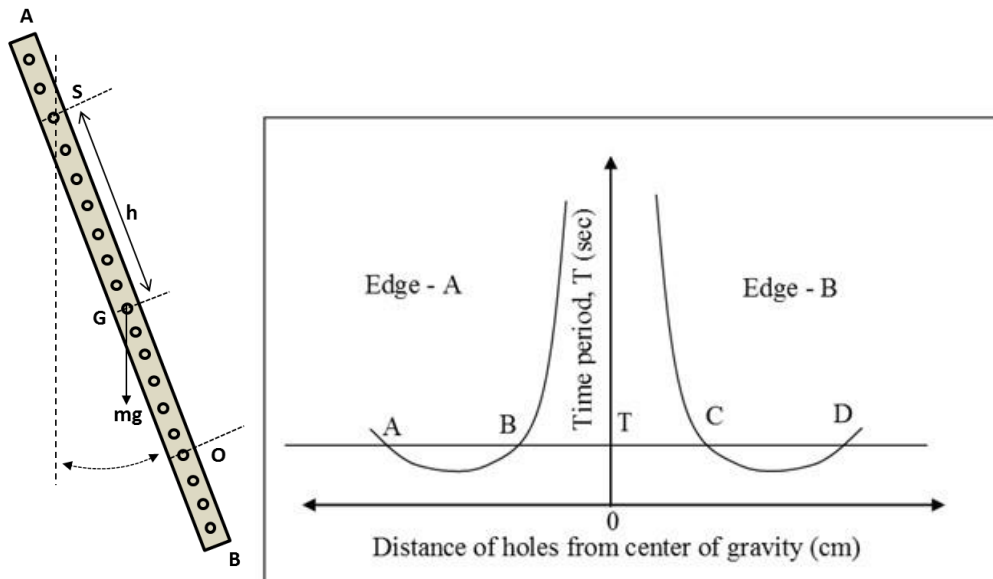 A
S
h
G
mg
O
B
Time period, T (sec)
Edge - A
Edge - B
A
B
T
C
D
0
Distance of holes from center of gravity (cm)